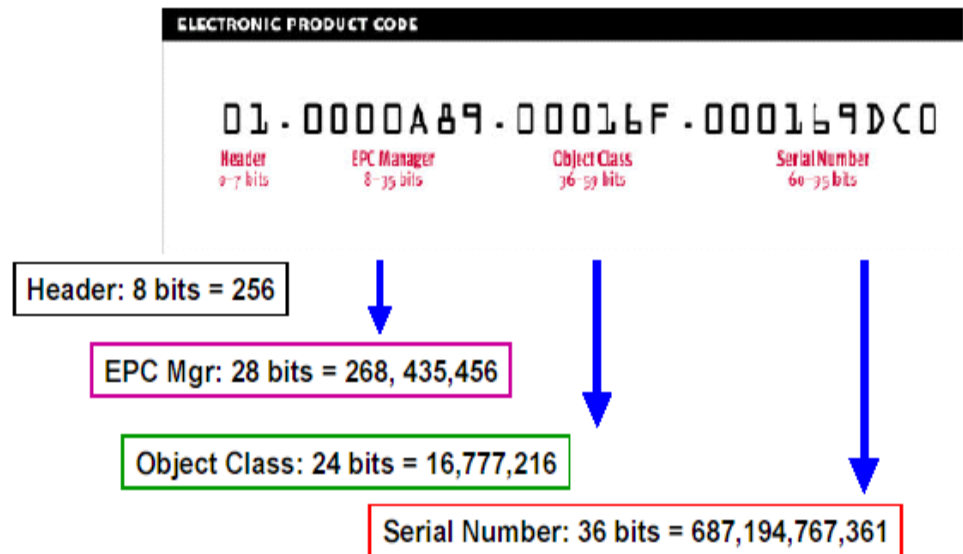 ELECTRONIC PRODUCT CODE
01.0000A89.00016F.000169DC0
Header EPC Manager Object Class Serial Number
0-7 bits 8-35 bits 36-59 bits 60-95 bits
Header: 8 bits = 256
EPC Mgr: 28 bits = 268, 435,456
Object Class: 24 bits = 16,777,216
Serial Number: 36 bits = 687,194,767,361